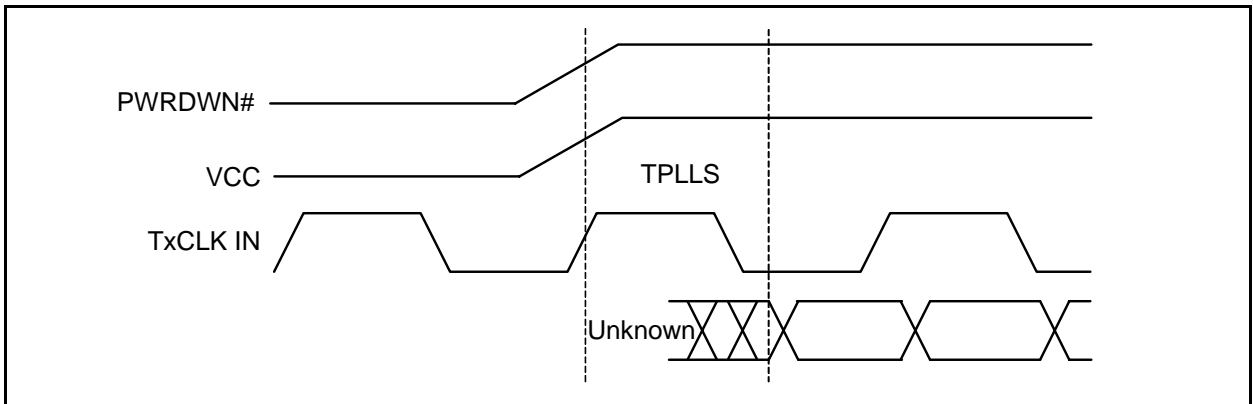 PWRDWN#
VCC
TPLLS
TxCLK IN
Unknown